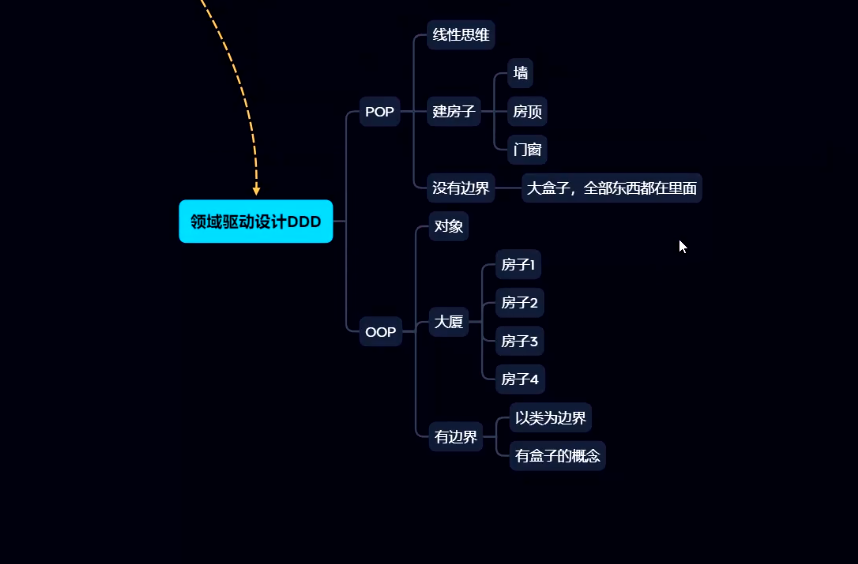 领域驱动设计DDD
POP
线性思维
建房子
墙
房顶
门窗
没有边界
大盒子，全部东西都在里面
OOP
对象
大厦
房子1
房子2
房子3
房子4
有边界
以类为边界
有盒子的概念